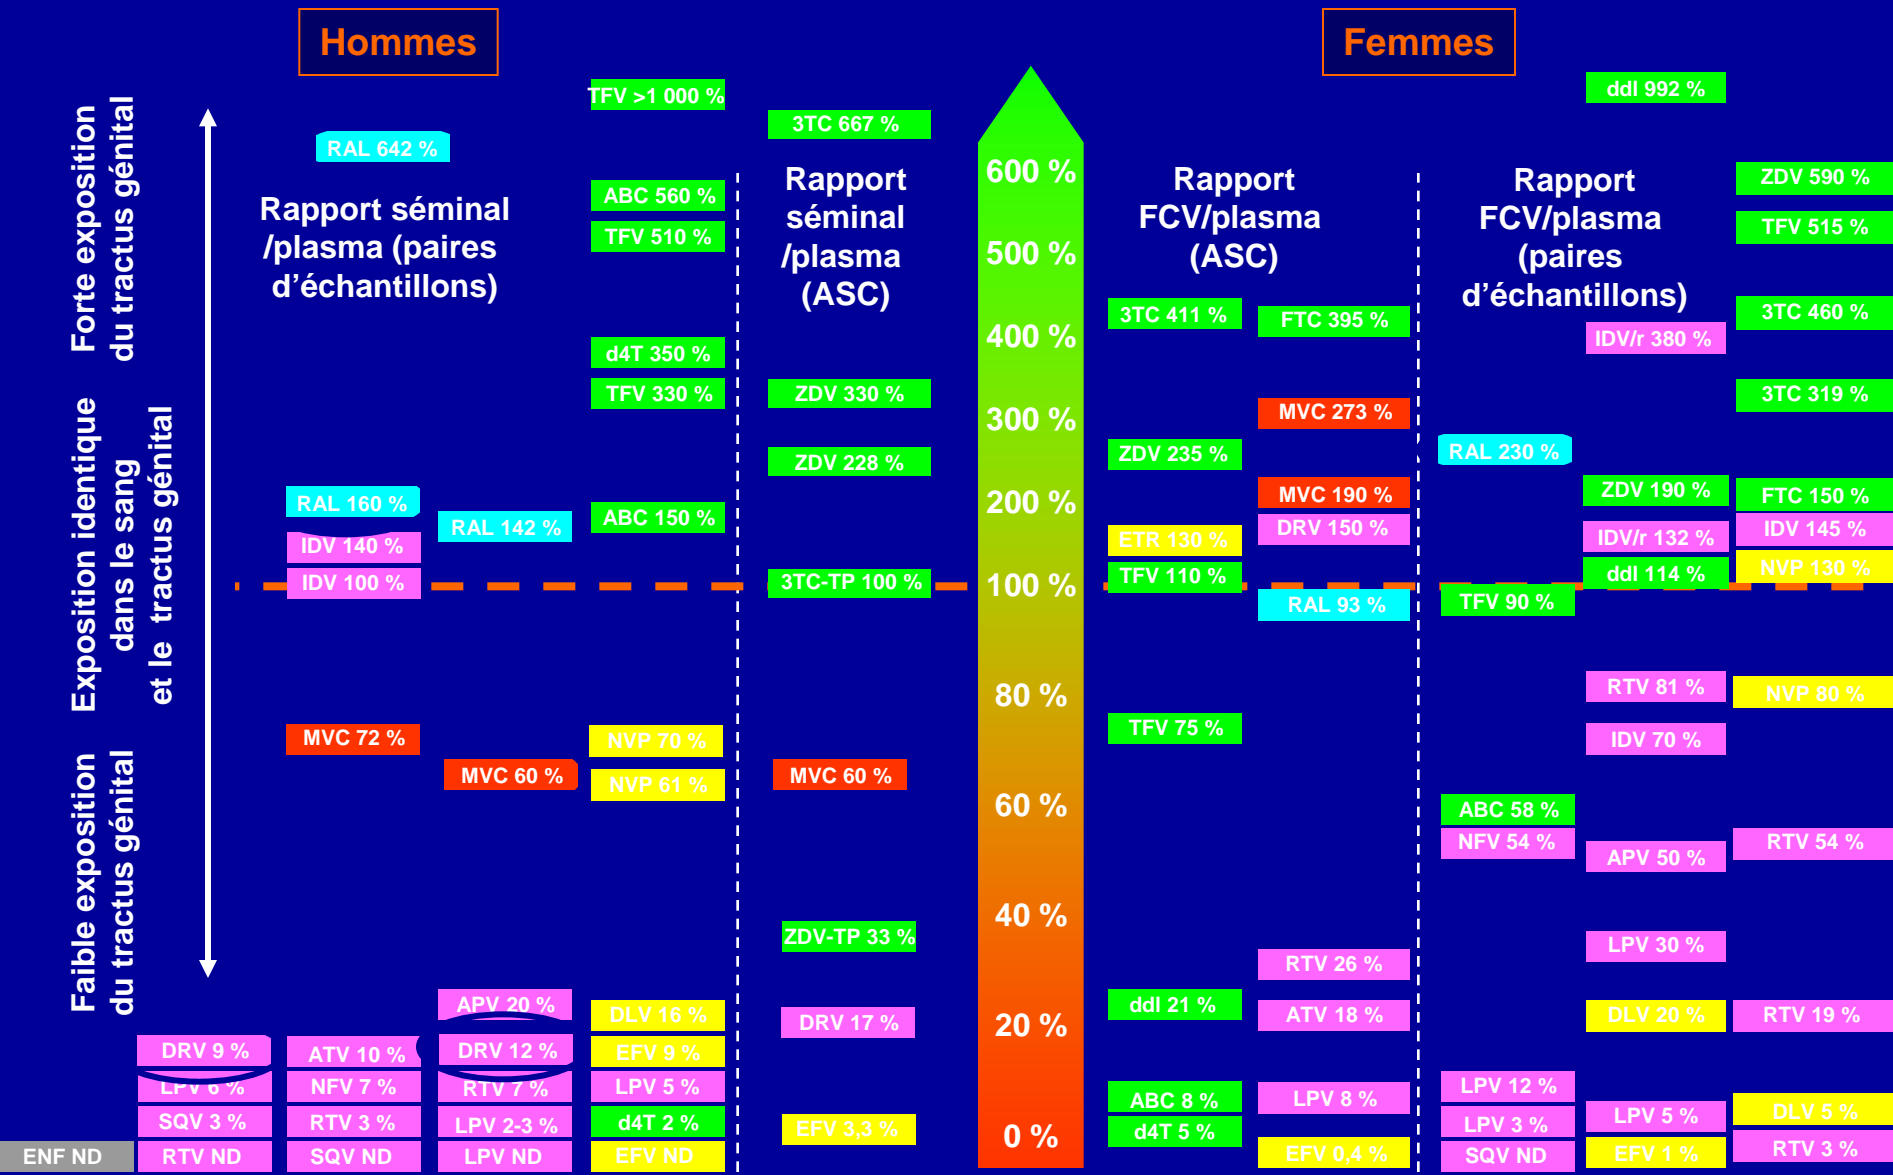 Hommes
Femmes
Forte exposition
du tractus génital
Exposition identique
dans le sang
et le tractus génital
Faible exposition
du tractus génital
RAL 642 %
Rapport séminal
/plasma (paires
d’échantillons)
RAL 160 %
IDV 140 %
IDV 100 %
RAL 142 %
MVC 72 %
MVC 60 %
TFV >1 000 %
ABC 560 %
TFV 510 %
d4T 350 %
TFV 330 %
ABC 150 %
NVP 70 %
NVP 61 %
ENF ND
DRV 9 %
LPV 6 %
SQV 3 %
RTV ND
ATV 10 %
NFV 7 %
RTV 3 %
SQV ND
APV 20 %
DRV 12 %
RTV 7 %
LPV 2-3 %
LPV ND
DLV 16 %
EFV 9 %
LPV 5 %
d4T 2 %
EFV ND
3TC 667 %
Rapport
séminal
/plasma
(ASC)
ZDV 330 %
ZDV 228 %
3TC-TP 100 %
MVC 60 %
ZDV-TP 33 %
DRV 17 %
EFV 3,3 %
600 %
500 %
400 %
300 %
200 %
100 %
80 %
60 %
40 %
20 %
0 %
Rapport
FCV/plasma
(ASC)
3TC 411 %
ZDV 235 %
ETR 130 %
TFV 110 %
TFV 75 %
ddI 21 %
ABC 8 %
d4T 5 %
FTC 395 %
MVC 273 %
MVC 190 %
DRV 150 %
RAL 93 %
RTV 26 %
ATV 18 %
LPV 8 %
EFV 0,4 %
Rapport
FCV/plasma
(paires
d’échantillons)
RAL 230 %
TFV 90 %
ABC 58 %
NFV 54 %
LPV 12 %
LPV 3 %
SQV ND
ddI 992 %
IDV/r 380 %
ZDV 190 %
IDV/r 132 %
ddI 114 %
RTV 81 %
IDV 70 %
APV 50 %
LPV 30 %
DLV 20 %
LPV 5 %
EFV 1 %
ZDV 590 %
TFV 515 %
3TC 460 %
3TC 319 %
FTC 150 %
IDV 145 %
NVP 130 %
NVP 80 %
RTV 54 %
RTV 19 %
DLV 5 %
RTV 3 %